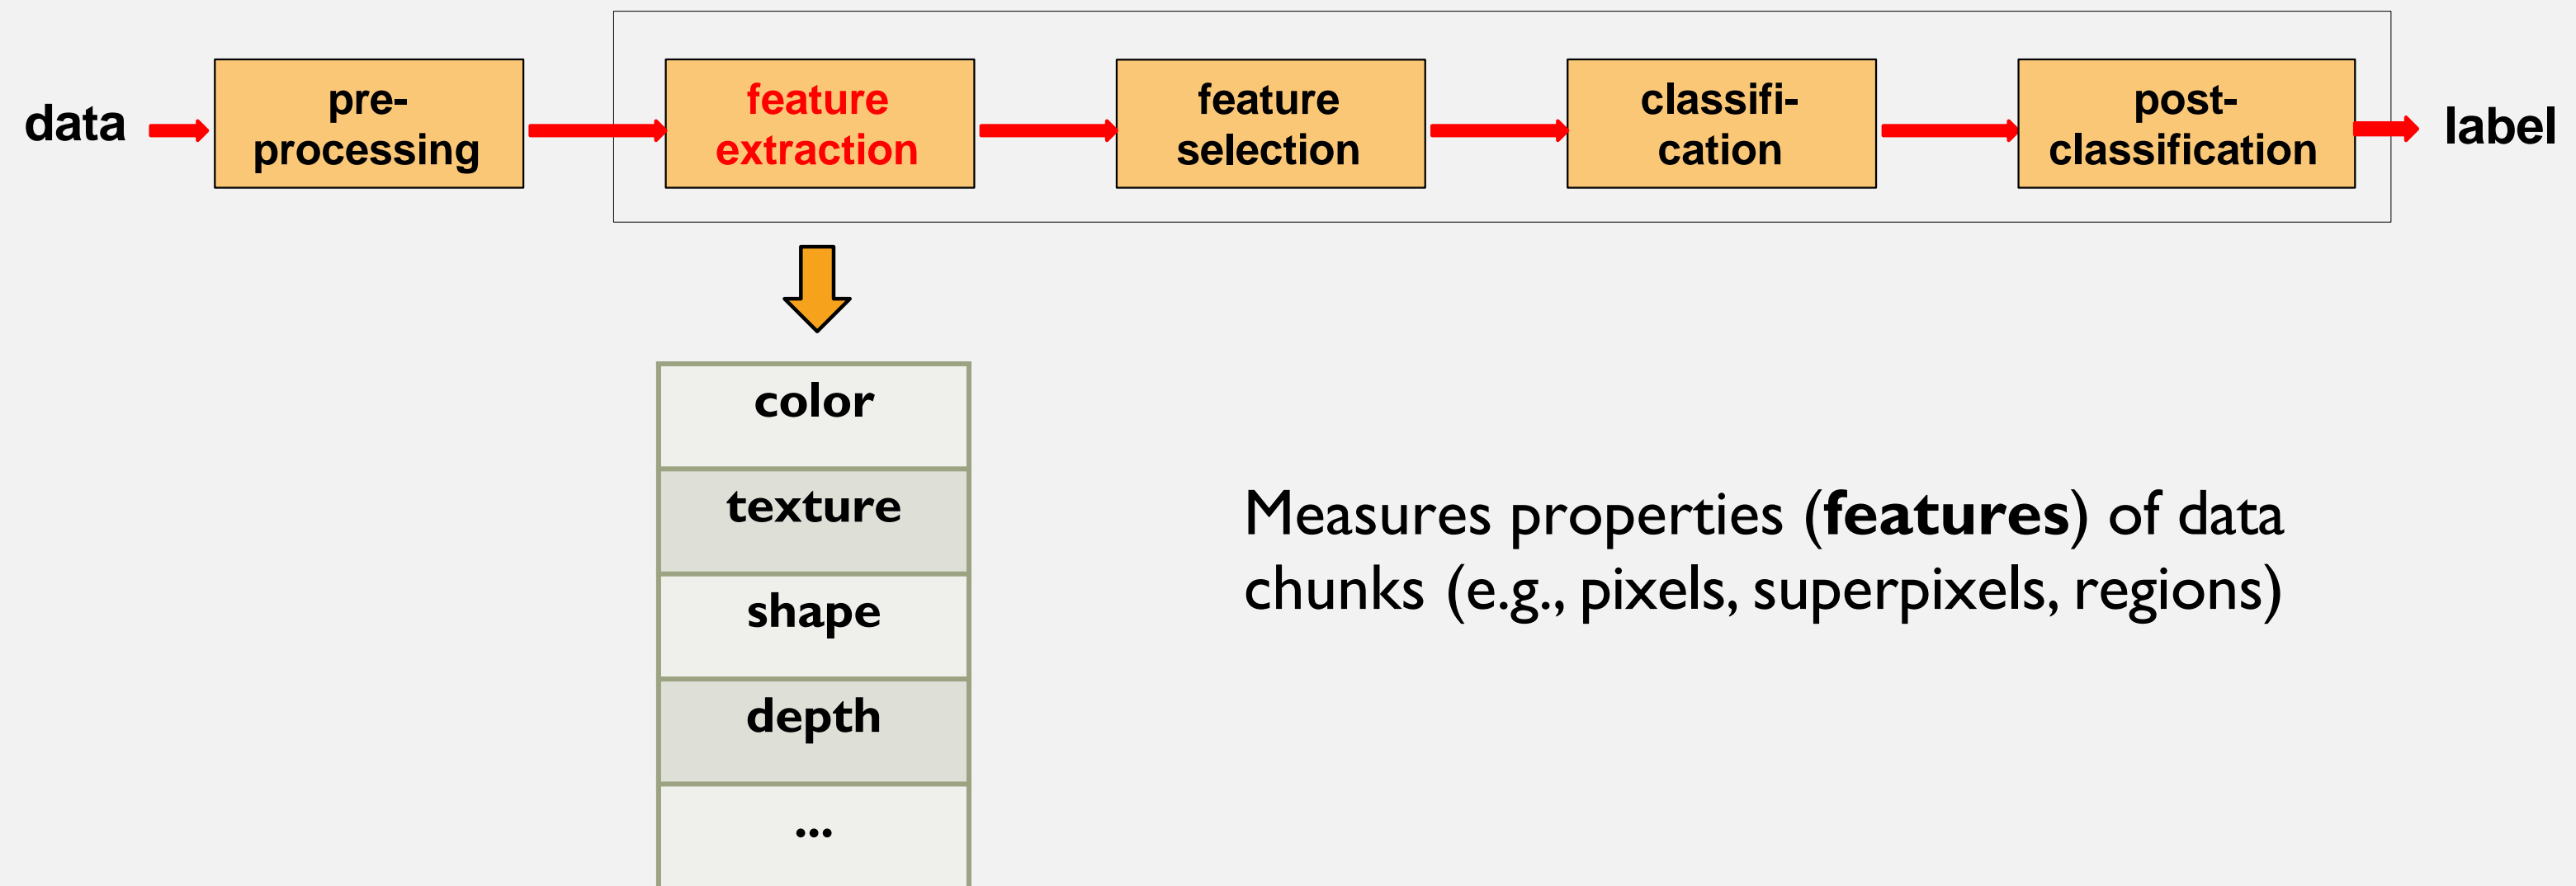 data
pre-
processing
feature
extraction
feature
selection
classifi-
cation
post-
classification
label
color
texture
shape
depth
...
Measures properties (features) of data
chunks (e.g., pixels, superpixels, regions)